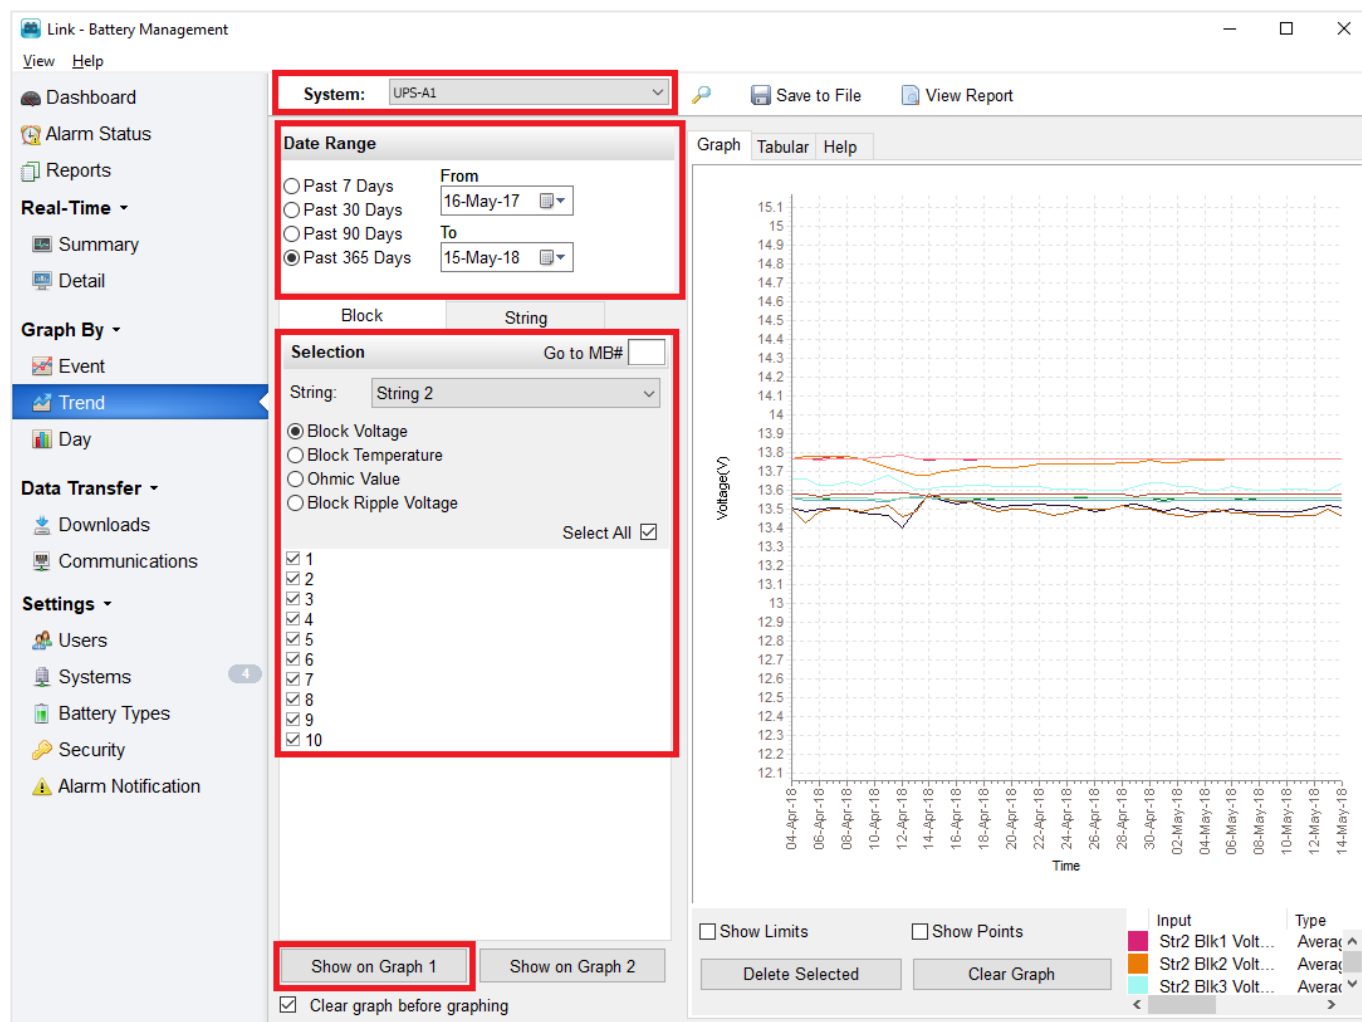 Link - Battery Management
View Help
Dashboard
Alarm Status
Reports
Real-Time
Summary
Detail
Graph By
Event
Trend
Day
Data Transfer
Downloads
Communications
Settings
Users
Systems 4
Battery Types
Security
Alarm Notification
System: UPS-A1
Save to File View Report
Date Range
Past 7 Days
Past 30 Days
Past 90 Days
Past 365 Days
From
16-May-17
To
15-May-18
Block String
Selection Go to MB#
String: String 2
Block Voltage
Block Temperature
Ohmic Value
Block Ripple Voltage
Select All
1
2
3
4
5
6
7
8
9
10
Show on Graph 1 Show on Graph 2
Clear graph before graphing
Graph Tabular Help
15.1
15
14.9
14.8
14.7
14.6
14.5
14.4
14.3
14.2
14.1
14
13.9
13.8
13.7
13.6
13.5
13.4
13.3
13.2
13.1
13
12.9
12.8
12.7
12.6
12.5
12.4
12.3
12.2
12.1
Voltage(V)
04-Apr-18
06-Apr-18
08-Apr-18
10-Apr-18
12-Apr-18
14-Apr-18
16-Apr-18
18-Apr-18
20-Apr-18
22-Apr-18
24-Apr-18
26-Apr-18
28-Apr-18
30-Apr-18
02-May-18
04-May-18
06-May-18
08-May-18
10-May-18
12-May-18
14-May-18
Time
Show Limits Show Points
Delete Selected Clear Graph
Input Type
Str2 Blk1 Volt... Averag
Str2 Blk2 Volt... Averag
Str2 Blk3 Volt... Averag